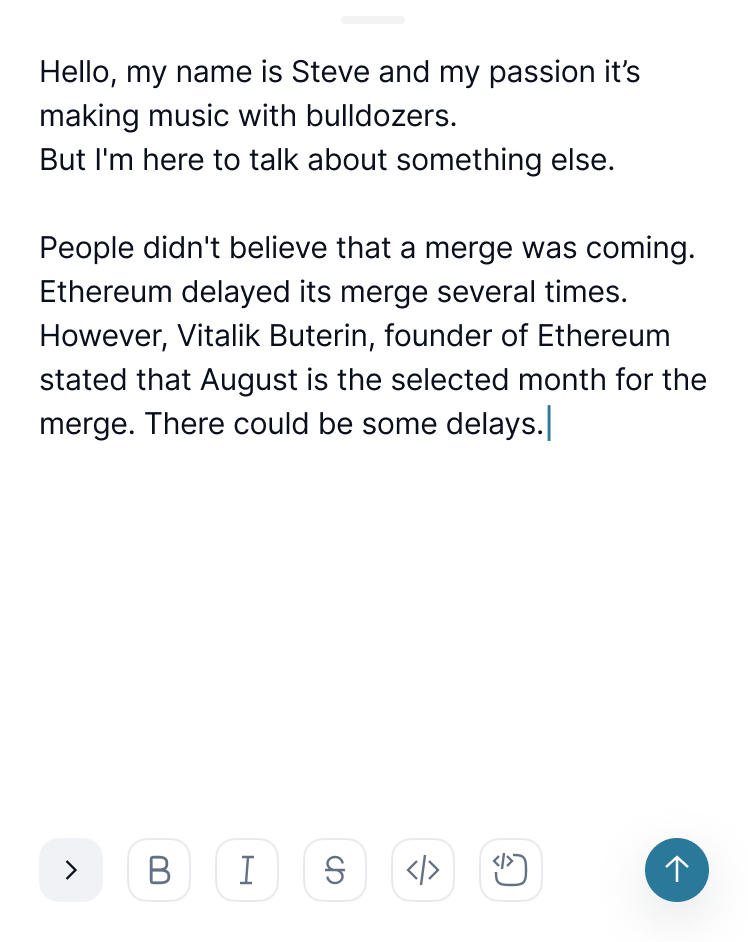 Hello, my name is Steve and my passion it’s
making music with bulldozers.
But I'm here to talk about something else.
People didn't believe that a merge was coming.
Ethereum delayed its merge several times.
However, Vitalik Buterin, founder of Ethereum
stated that August is the selected month for the
merge. There could be some delays.
B I S </> </>